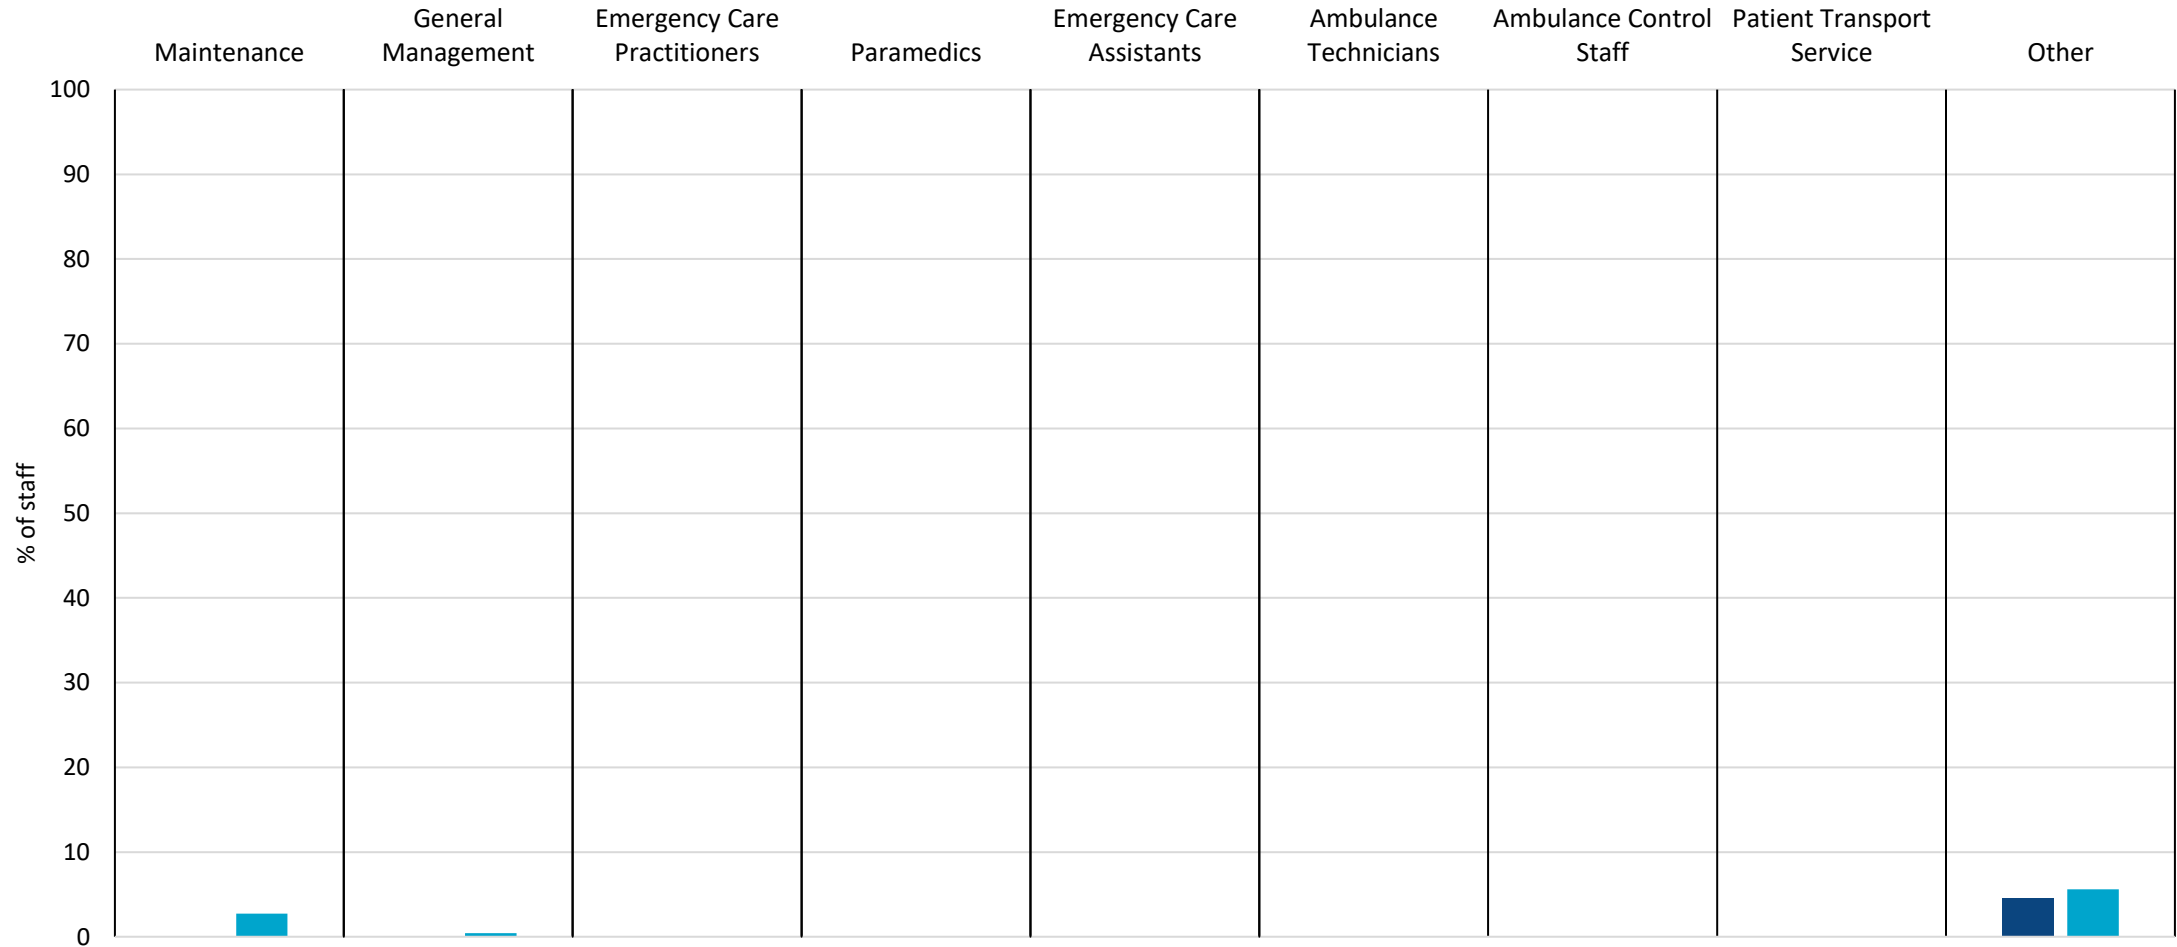 Maintenance
General
Management
Emergency Care
Practitioners
Paramedics
Emergency Care
Assistants
Ambulance
Technicians
Ambulance Control
Staff
Patient Transport
Service
Other
100
90
80
70
60
50
40
30
20
10
0
% of staff